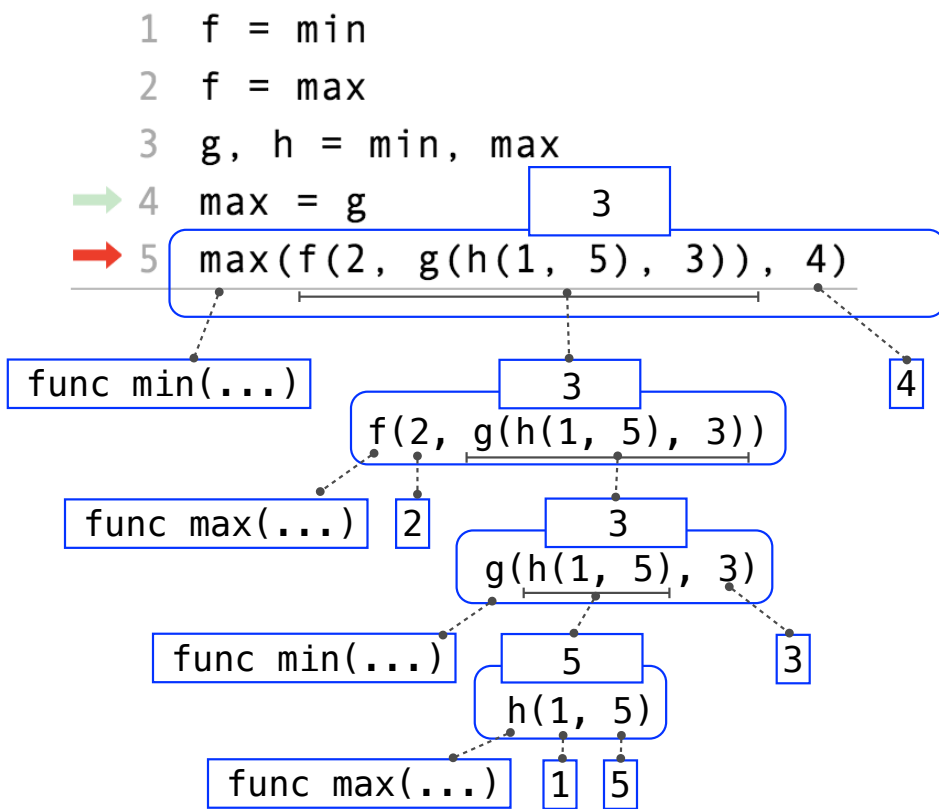 1 f = min
2 f = max
3 g, h = min, max
4 max = g
3
5 max(f(2, g(h(1, 5), 3)), 4)
func min(...)
3
4
f(2, g(h(1, 5), 3))
func max(...)
2
3
g(h(1, 5), 3)
func min(...)
5
3
h(1, 5)
func max(...)
1
5